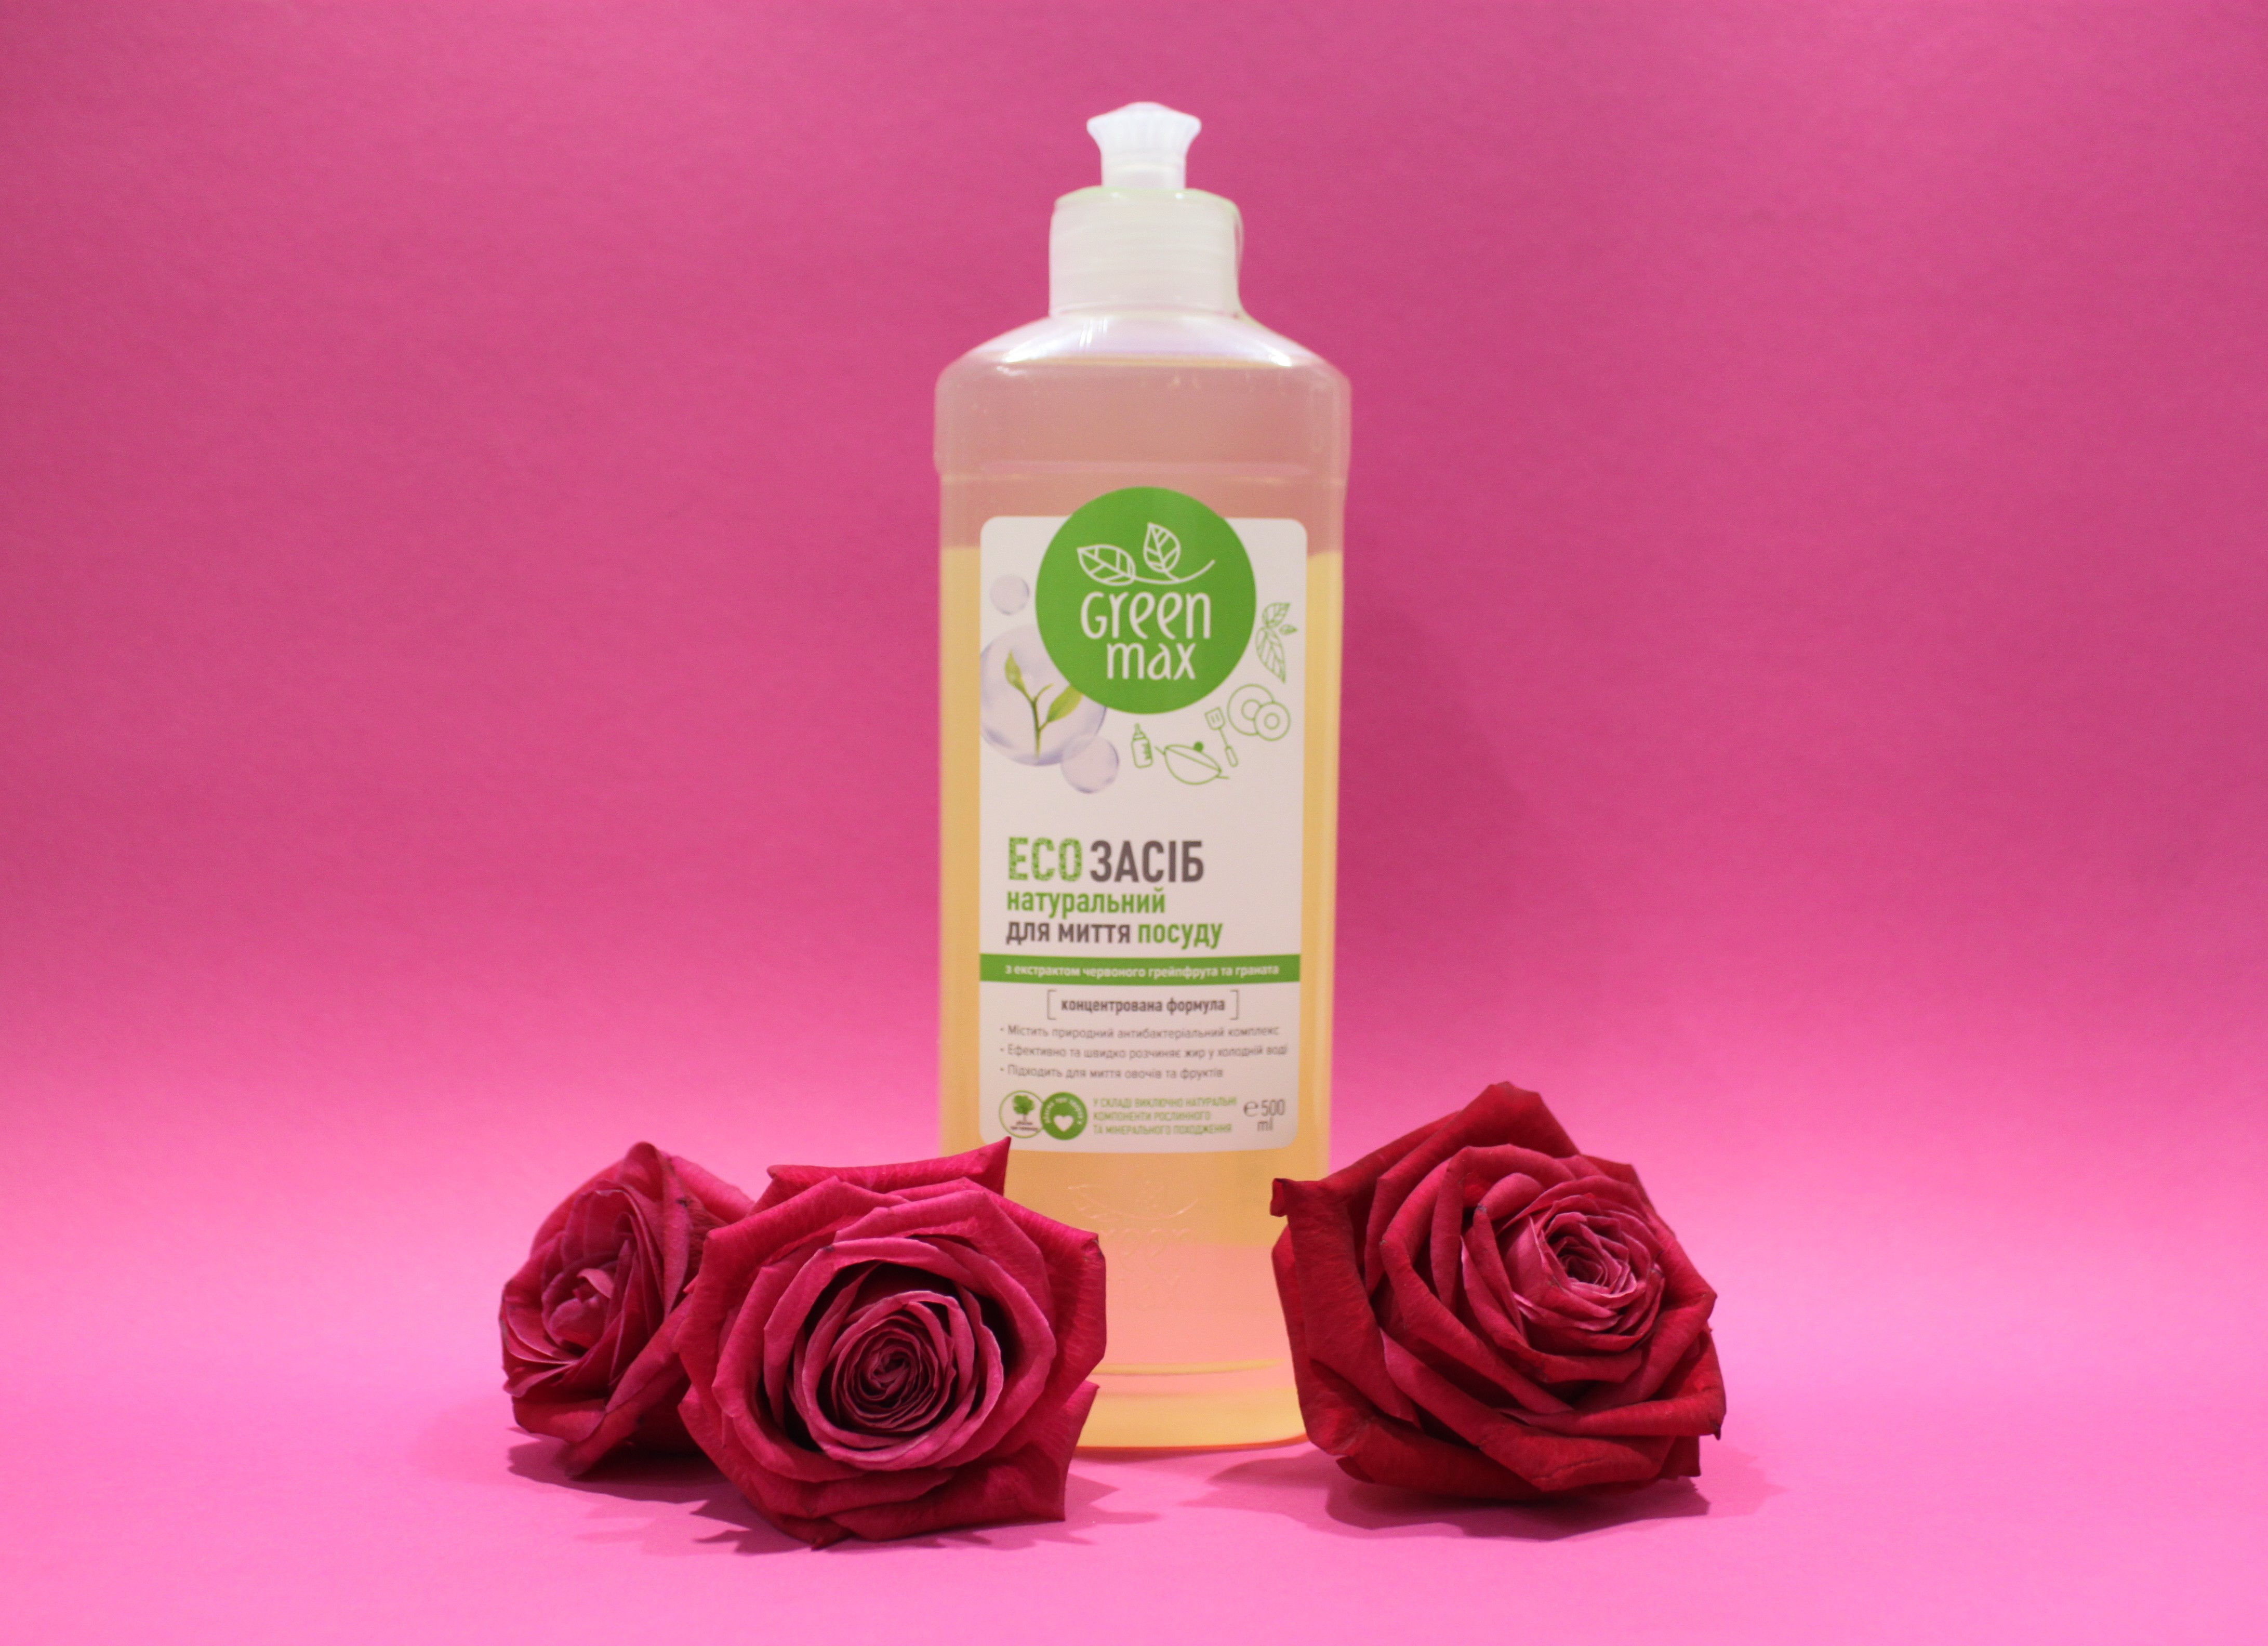 Green
max
ECO ЗАСІБ
натуральний
для миття посуду
з екстрактом червоного грейпфрута та граната
концентрована формула
• Містить природний антибактеріальний комплекс
• Ефективно та швидко розчиняє жир у холодній воді
• Підходить для миття овочів та фруктів
У СКЛАДІ ВИКЛЮЧНО НАТУРАЛЬНІ
КОМПОНЕНТИ РОСЛИННОГО
ТА МІНЕРАЛЬНОГО ПОХОДЖЕННЯ
℮ 500
ml